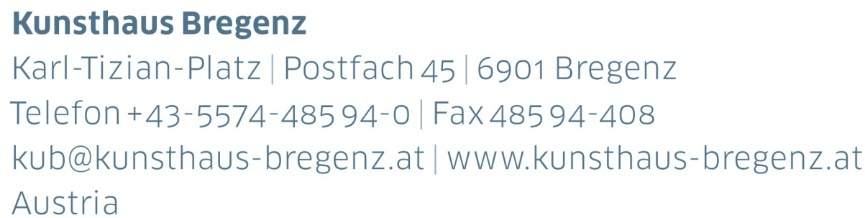 Kunsthaus Bregenz
Karl-Tizian-Platz | Postfach 45 | 6901 Bregenz
Telefon +43-5574-485 94-0 | Fax 485 94-408
kub@kunsthaus-bregenz.at | www.kunsthaus-bregenz.at
Austria